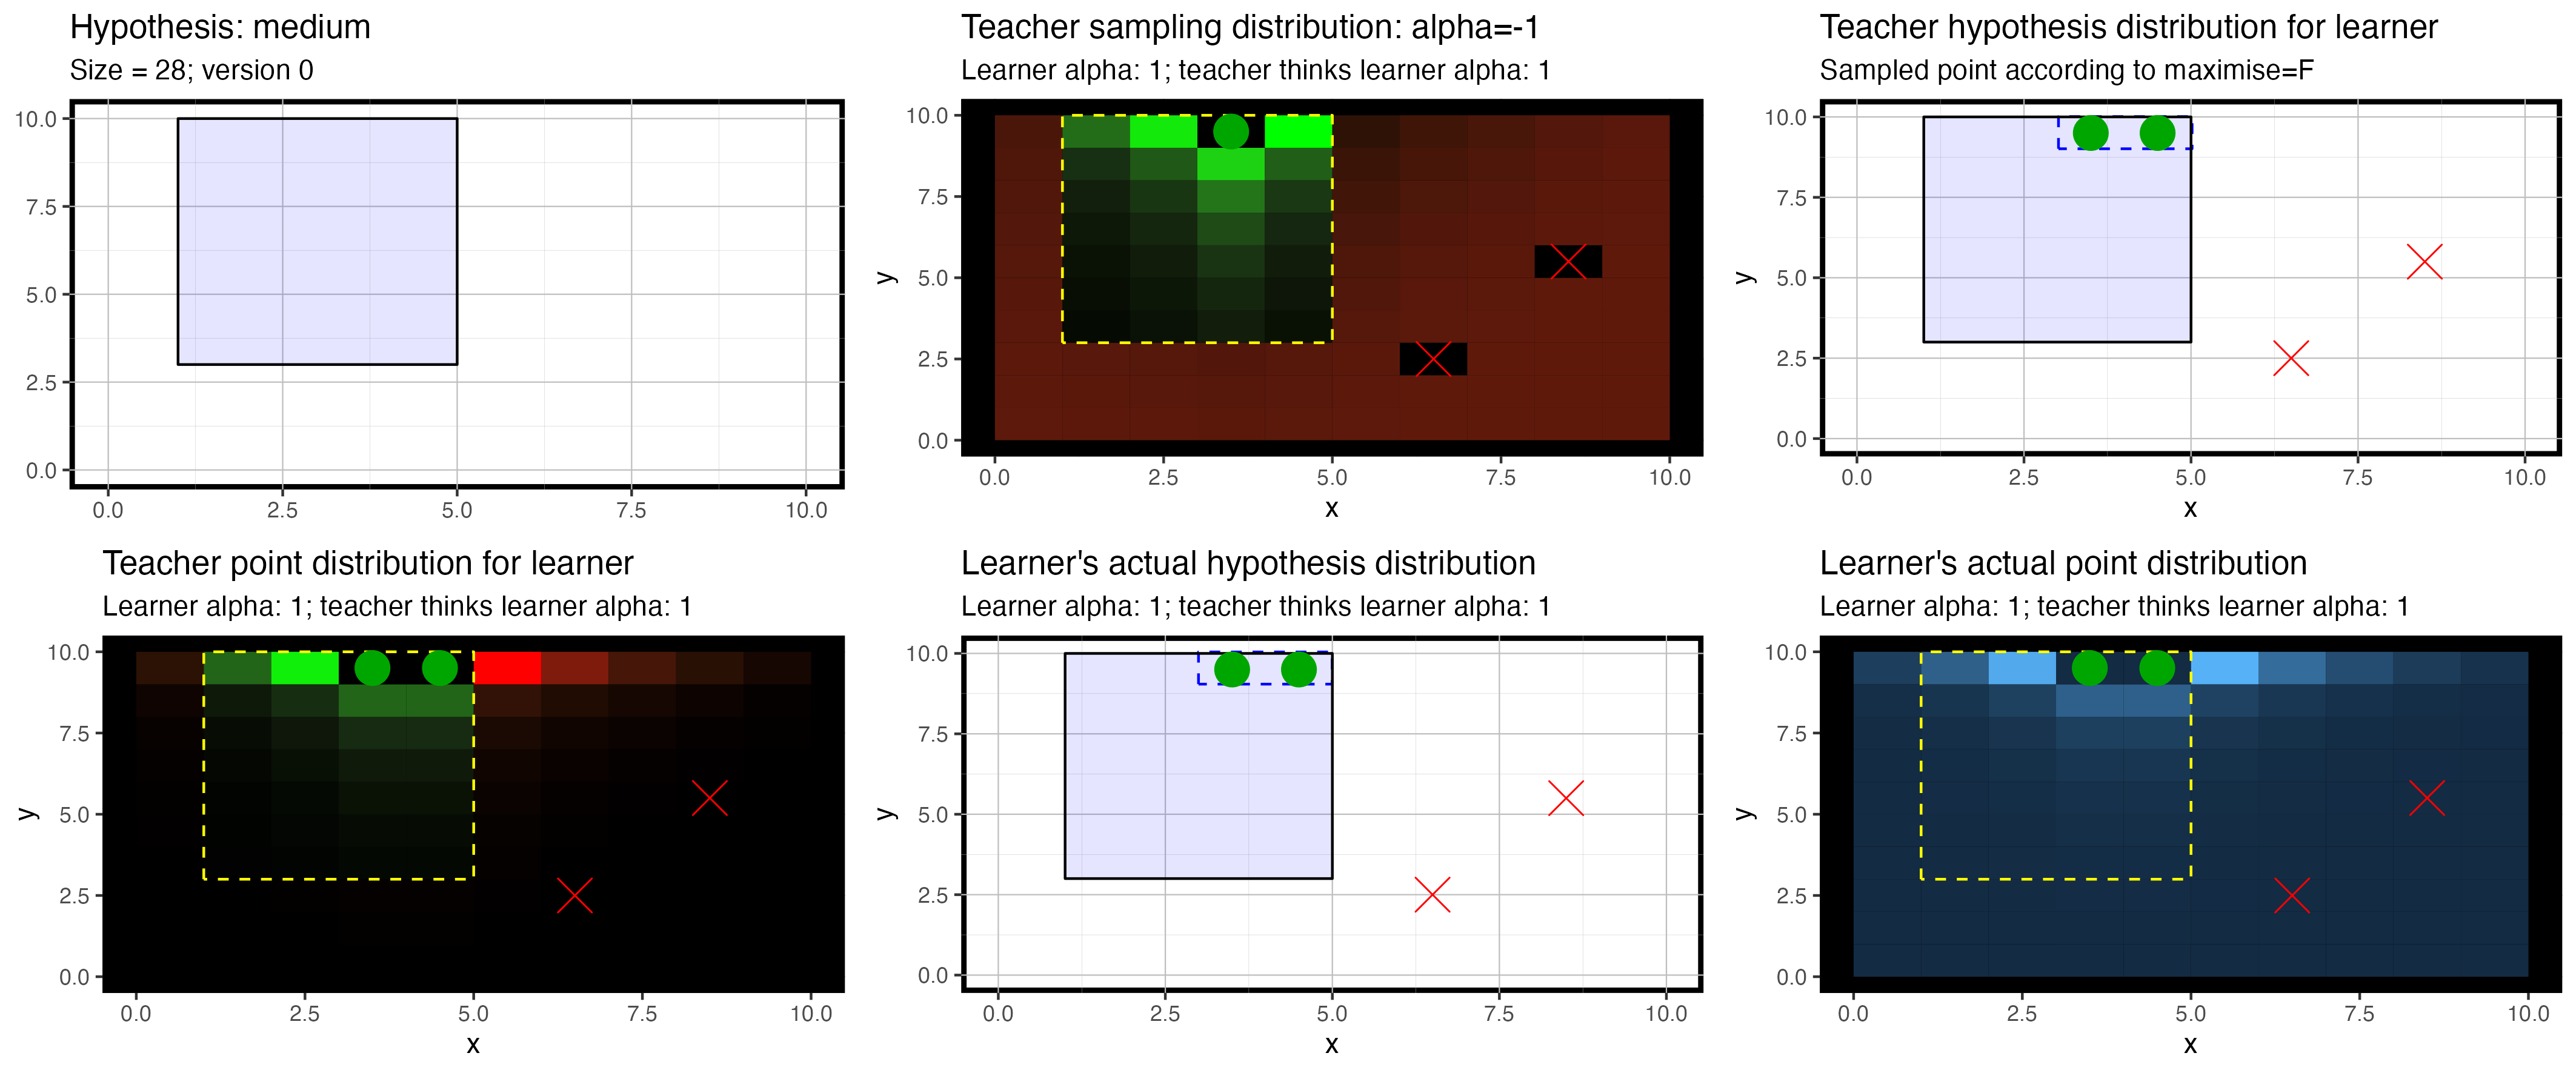 Hypothesis: medium
Size = 28; version 0
10.0
7.5
5.0
2.5
0.0
0.0 2.5 5.0 7.5 10.0
Teacher sampling distribution: alpha=-1
Learner alpha: 1; teacher thinks learner alpha: 1
10.0
7.5
5.0
2.5
0.0
y
0.0 2.5 5.0 7.5 10.0
x
Teacher hypothesis distribution for learner
Sampled point according to maximise=F
10.0
7.5
5.0
2.5
0.0
y
0.0 2.5 5.0 7.5 10.0
x
Teacher point distribution for learner
Learner alpha: 1; teacher thinks learner alpha: 1
10.0
7.5
5.0
2.5
0.0
y
0.0 2.5 5.0 7.5 10.0
x
Learner's actual hypothesis distribution
Learner alpha: 1; teacher thinks learner alpha: 1
10.0
7.5
5.0
2.5
0.0
y
0.0 2.5 5.0 7.5 10.0
x
Learner's actual point distribution
Learner alpha: 1; teacher thinks learner alpha: 1
10.0
7.5
5.0
2.5
0.0
y
0.0 2.5 5.0 7.5 10.0
x